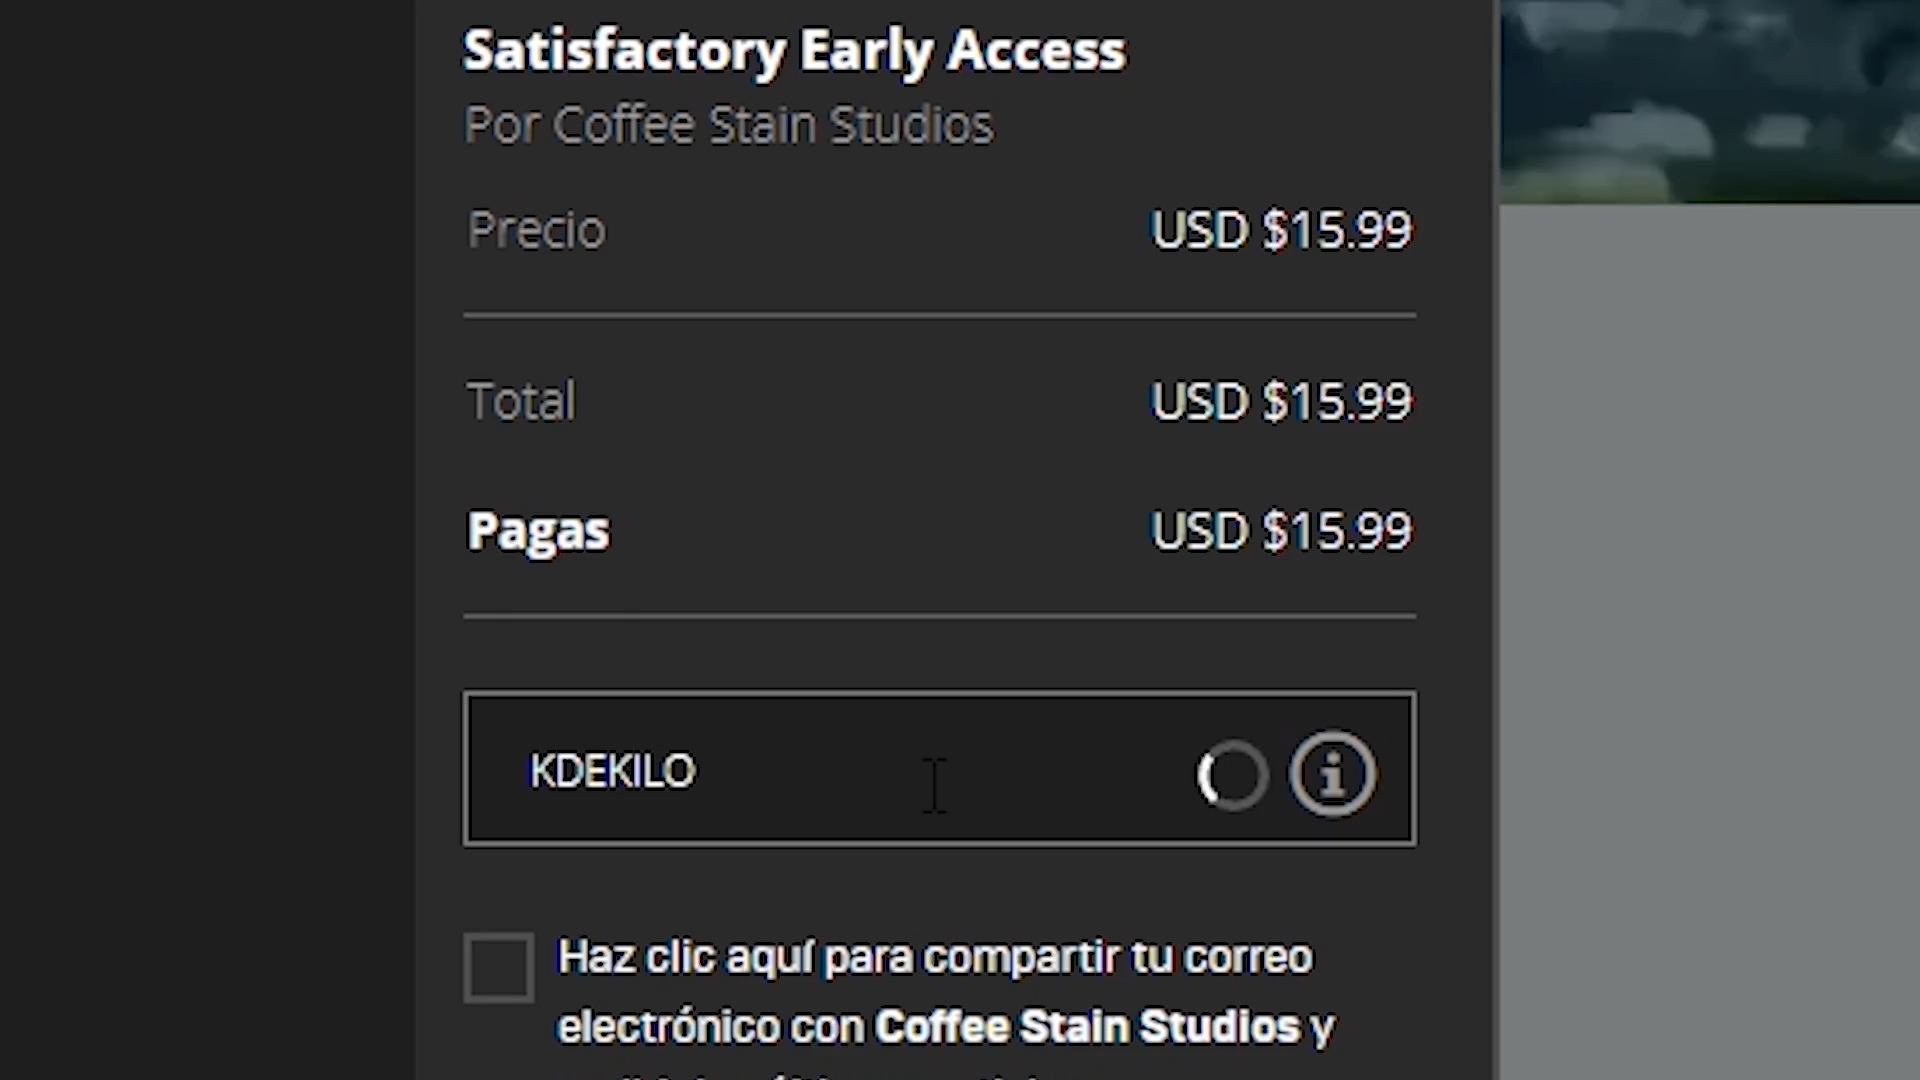 Satisfactory Early Access
Por Coffee Stain Studios
Precio USD $15.99
Total USD $15.99
Pagas USD $15.99
KDEKILO
Haz clic aquí para compartir tu correo
electrónico con Coffee Stain Studios y